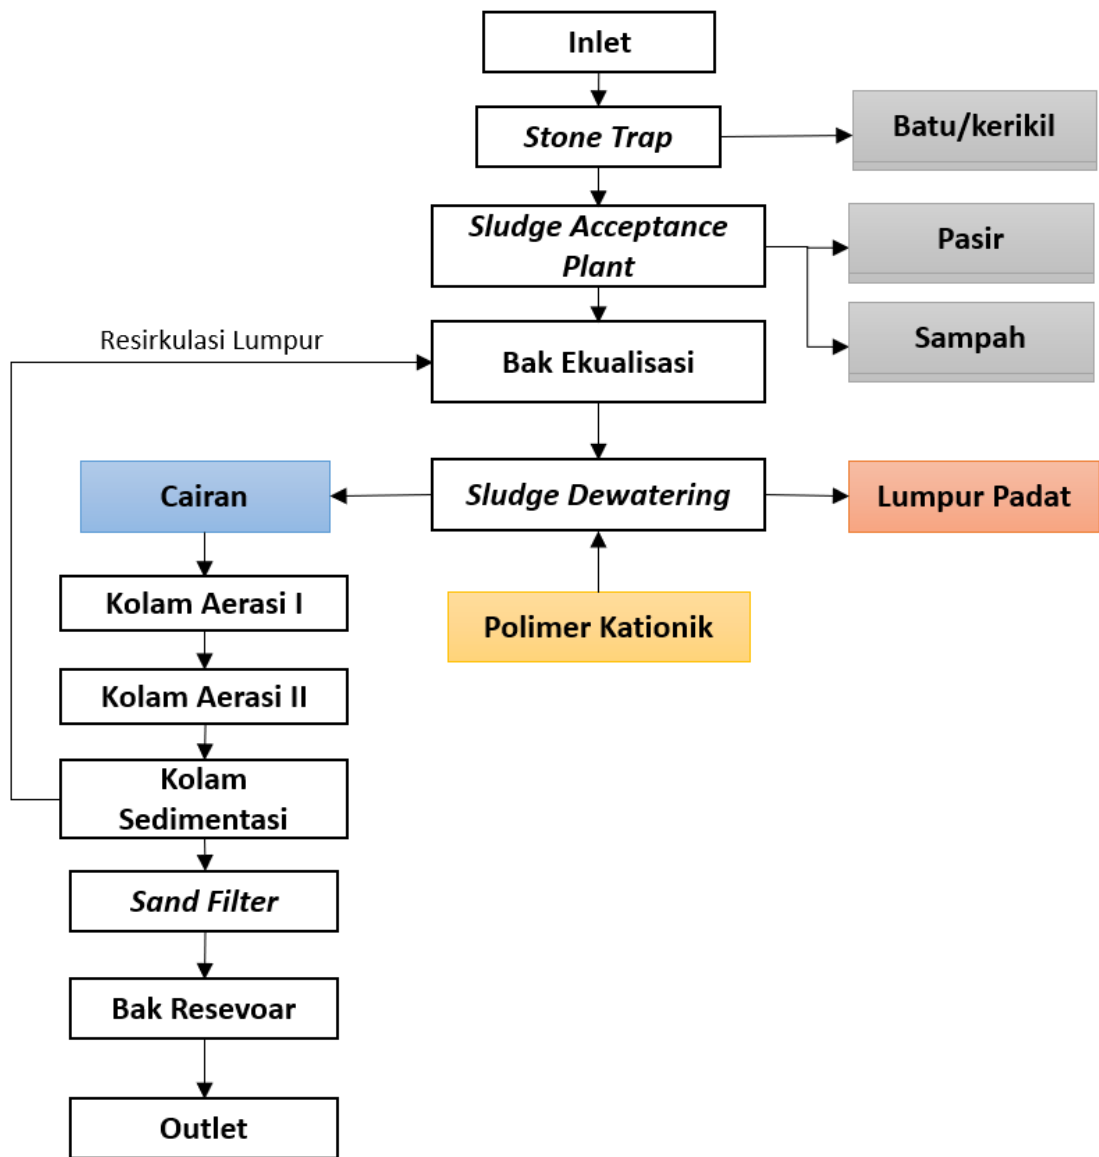 Inlet
Stone Trap
Batu/kerikil
Sludge Acceptance
Plant
Pasir
Sampah
Resirkulasi Lumpur
Bak Ekualisasi
Cairan
Sludge Dewatering
Lumpur Padat
Kolam Aerasi I
Polimer Kationik
Kolam Aerasi II
Kolam
Sedimentasi
Sand Filter
Bak Resevoar
Outlet